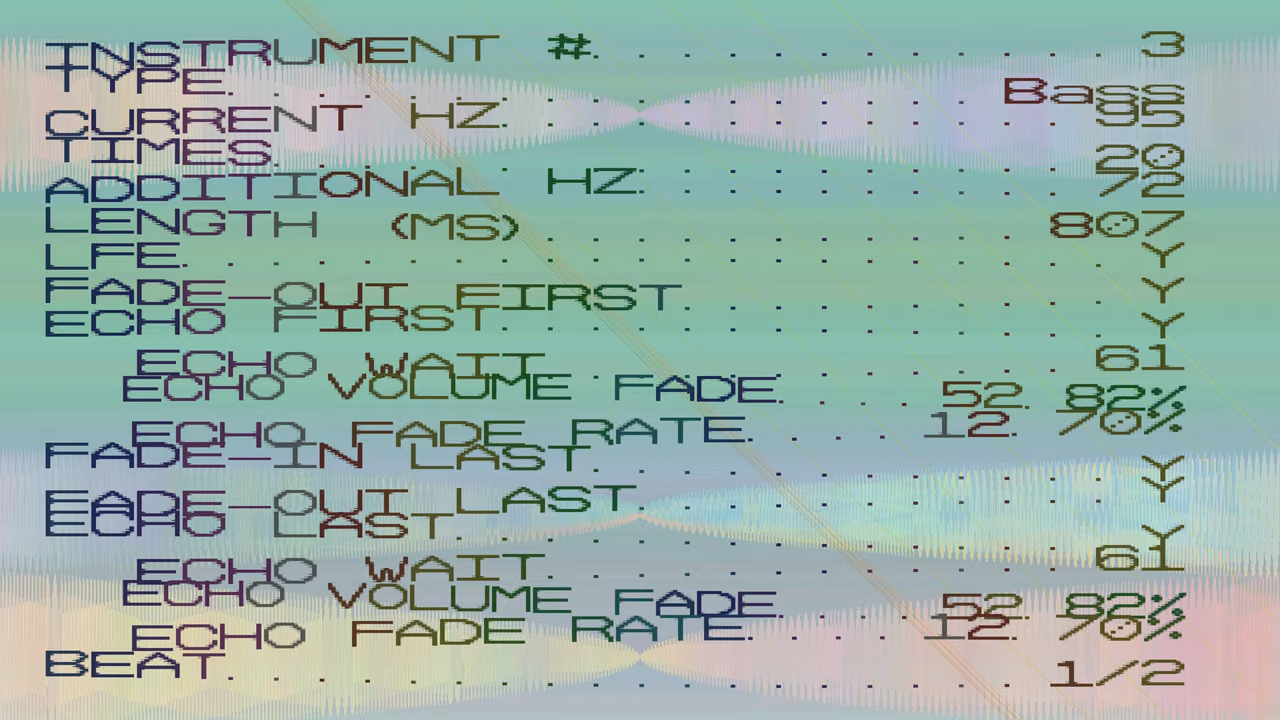 INSTRUMENT #. . . . . . . . . . . . 3
TYPE. . . . . . . . . . . . . . . . . . Bass
CURRENT HZ. . . . . . . . . . . . . 95
TIMES. . . . . . . . . . . . . . . . . . 20
ADDITIONAL HZ. . . . . . . . . . 72
LENGTH (MS). . . . . . . . . . . . 807
LFE. . . . . . . . . . . . . . . . . . . . . Y
FADE-OUT FIRST. . . . . . . . . . Y
ECHO FIRST. . . . . . . . . . . . . . Y
ECHO WAIT. . . . . . . . . . . . 61
ECHO VOLUME FADE. . . . . 52. 82%
ECHO FADE RATE. . . . . 12. 70%
FADE-IN LAST. . . . . . . . . . . . Y
FADE-OUT LAST. . . . . . . . . . . Y
ECHO LAST. . . . . . . . . . . . . . . Y
ECHO WAIT. . . . . . . . . . . . 61
ECHO VOLUME FADE. . . . . 52. 82%
ECHO FADE RATE. . . . . 12. 70%
BEAT. . . . . . . . . . . . . . . . . . . 1/2